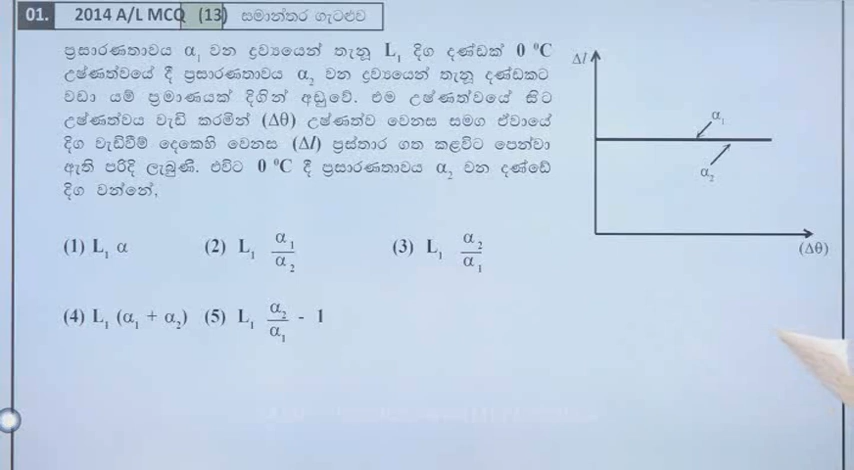 01. 2014 A/L MCQ (13) සමාන්තර ගැටළුව
ප්‍රසාරණතාවය α₁ වන ද්‍රව්‍යයෙන් තැනූ L₁ දිග දණ්ඩක් 0 ⁰C
උෂ්ණත්වයේ දී ප්‍රසාරණතාවය α₂ වන ද්‍රව්‍යයෙන් තැනූ දණ්ඩකට
වඩා යම් ප්‍රමාණයක් දිගින් අඩුවේ. එම උෂ්ණත්වයේ සිට
උෂ්ණත්වය වැඩි කරමින් (Δθ) උෂ්ණත්ව වෙනස සමග ඒවායේ
දිග වැඩිවීම් දෙකෙහි වෙනස (Δl) ප්‍රස්තාර ගත කළවිට පෙන්වා
ඇති පරිදි ලැබුණි. එවිට 0 ⁰C දී ප්‍රසාරණතාවය α₂ වන දණ්ඩේ
දිග වන්නේ,
(1) L₁ α (2) L₁ α₁/α₂ (3) L₁ α₂/α₁
(4) L₁ (α₁ + α₂) (5) L₁ α₂/α₁ - 1
Δl
α₁
α₂
(Δθ)